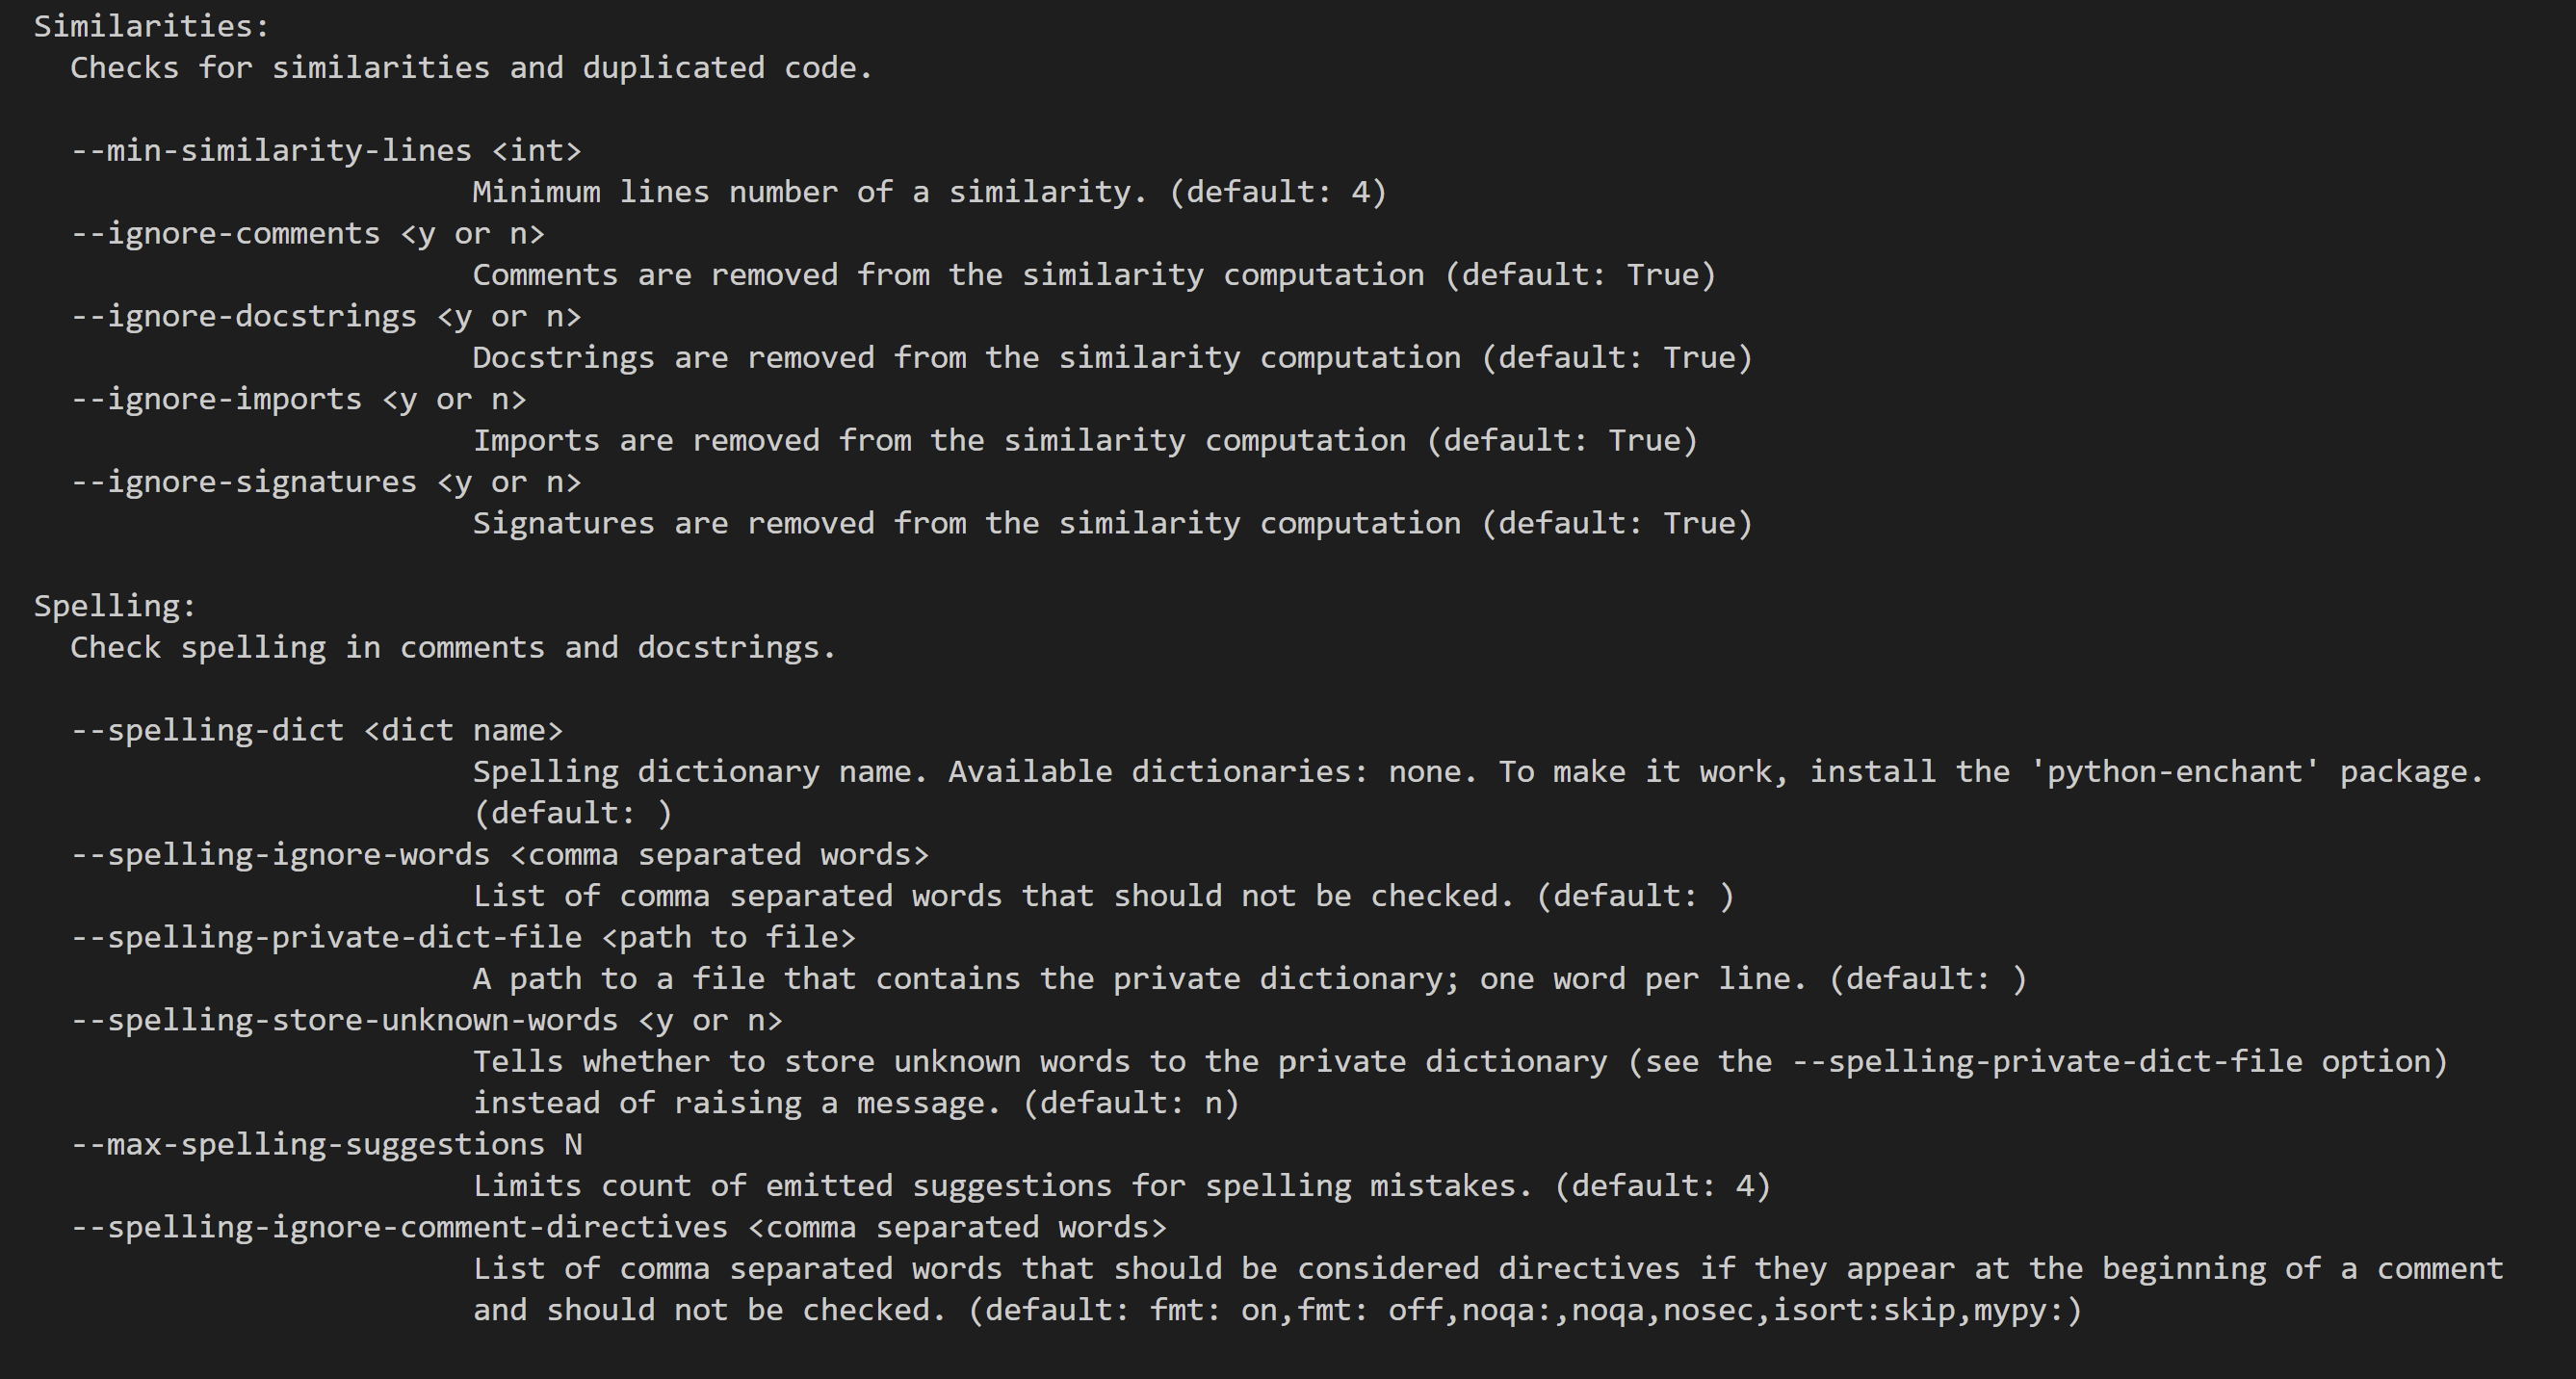 Similarities:
  Checks for similarities and duplicated code.

  --min-similarity-lines <int>
                        Minimum lines number of a similarity. (default: 4)
  --ignore-comments <y or n>
                        Comments are removed from the similarity computation (default: True)
  --ignore-docstrings <y or n>
                        Docstrings are removed from the similarity computation (default: True)
  --ignore-imports <y or n>
                        Imports are removed from the similarity computation (default: True)
  --ignore-signatures <y or n>
                        Signatures are removed from the similarity computation (default: True)

Spelling:
  Check spelling in comments and docstrings.

  --spelling-dict <dict name>
                        Spelling dictionary name. Available dictionaries: none. To make it work, install the 'python-enchant' package.
                        (default: )
  --spelling-ignore-words <comma separated words>
                        List of comma separated words that should not be checked. (default: )
  --spelling-private-dict-file <path to file>
                        A path to a file that contains the private dictionary; one word per line. (default: )
  --spelling-store-unknown-words <y or n>
                        Tells whether to store unknown words to the private dictionary (see the --spelling-private-dict-file option)
                        instead of raising a message. (default: n)
  --max-spelling-suggestions N
                        Limits count of emitted suggestions for spelling mistakes. (default: 4)
  --spelling-ignore-comment-directives <comma separated words>
                        List of comma separated words that should be considered directives if they appear at the beginning of a comment
                        and should not be checked. (default: fmt: on,fmt: off,noqa:,noqa,nosec,isort:skip,mypy:)